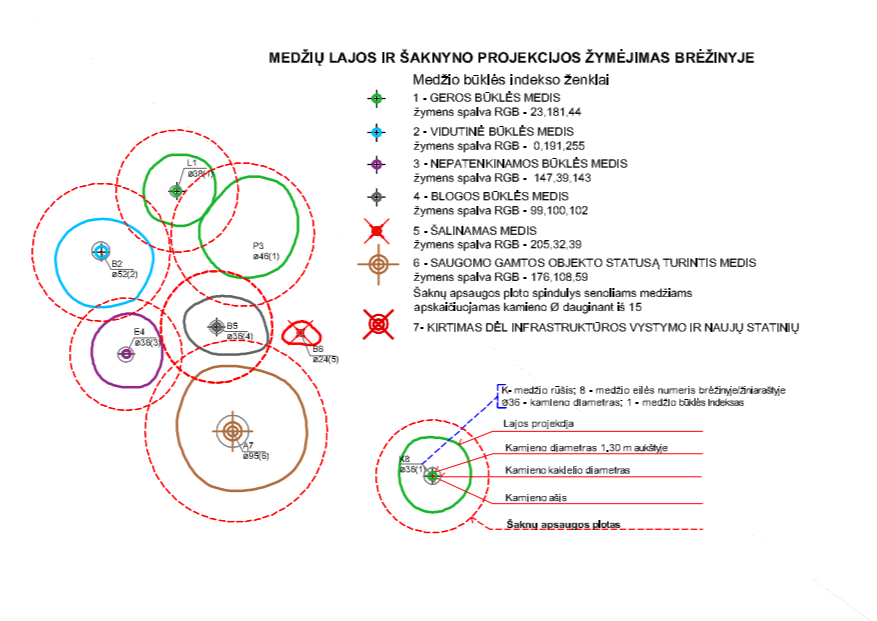 MEDŽIŲ LAJOS IR ŠAKNYNO PROJEKCIJOS ŽYMĖJIMAS BRĖŽINYJE
Medžio būklės indekso ženklai
1 - GEROS BŪKLĖS MEDIS
žymens spalva RGB - 23,181,44
2 - VIDUTINĖ BŪKLĖS MEDIS
žymens spalva RGB - 0,191,255
3 - NEPATENKINAMOS BŪKLĖS MEDIS
žymens spalva RGB - 147,39,143
4 - BLOGOS BŪKLĖS MEDIS
žymens spalva RGB - 99,100,102
5 - ŠALINAMAS MEDIS
žymens spalva RGB - 205,32,39
6 - SAUGOMO GAMTOS OBJEKTO STATUSĄ TURINTIS MEDIS
žymens spalva RGB - 176,108,59
Šaknų apsaugos ploto spindulys senoliams medžiams
apskaičiuojamas kamieno Ø dauginant iš 15
7- KIRTIMAS DĖL INFRASTRUKTŪROS VYSTYMO IR NAUJŲ STATINIŲ
L1
ø38(1)
P3
ø46(1)
B2
ø52(2)
B5
ø36(4)
E4
ø36(3)
B6
ø24(5)
A7
ø95(6)
K- medžio rūšis; 8 - medžio eilės numeris brėžinyje/žiniaraštyje
ø36 - kamieno diametras; 1 - medžio būklės indeksas
Lajos projekcija
Kamieno diametras 1,30 m aukštyje
K8
ø36(1)
Kamieno kaklelio diametras
Kamieno ašis
Šaknų apsaugos plotas